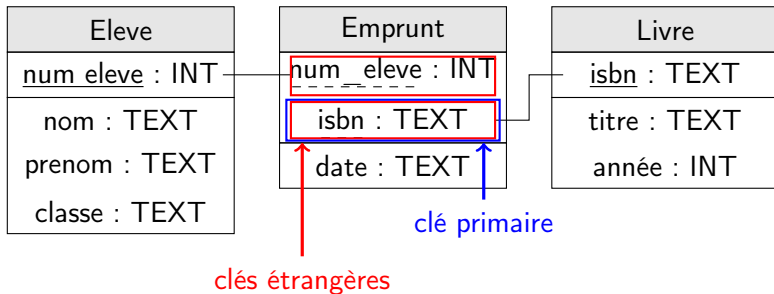 Eleve
num eleve : INT
nom : TEXT
prenom : TEXT
classe : TEXT
Emprunt
num_eleve : INT
isbn : TEXT
date : TEXT
Livre
isbn : TEXT
titre : TEXT
année : INT
clé primaire
clés étrangères